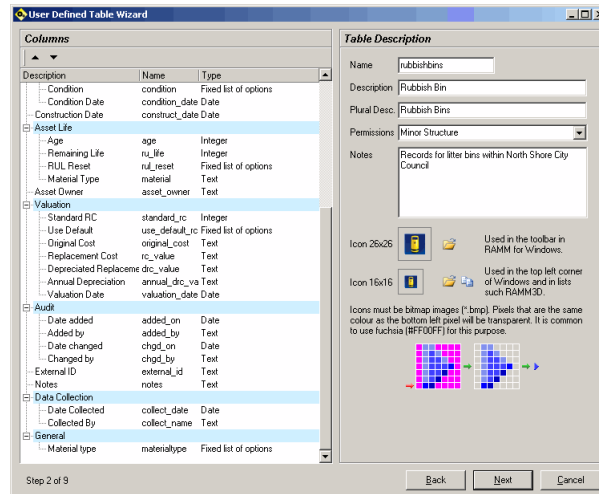 User Defined Table Wizard
Columns
Description Name Type
Condition condition Fixed list of options
Condition Date condition_date Date
Construction Date construct_date Date
Asset Life
Age age Integer
Remaining Life ru_life Integer
RUL Reset rul_reset Fixed list of options
Material Type material Text
Asset Owner asset_owner Text
Valuation
Standard RC standard_rc Integer
Use Default use_default_rc Fixed list of options
Original Cost original_cost Text
Replacement Cost rc_value Text
Depreciated Replaceme drc_value Text
Annual Depreciation annual_drc_va Text
Valuation Date valuation_date Date
Audit
Date added added_on Date
Added by added_by Text
Date changed chgd_on Date
Changed by chgd_by Text
External ID external_id Text
Notes notes Text
Data Collection
Date Collected collect_date Date
Collected By collect_name Text
General
Material type materialtype Fixed list of options
Table Description
Name rubbishbins
Description Rubbish Bin
Plural Desc. Rubbish Bins
Permissions Minor Structure
Notes Records for litter bins within North Shore City
Council
Icon 26x26 Used in the toolbar in
RAMM for Windows.
Icon 16x16 Used in the top left corner
of Windows and in lists
such RAMM3D.
Icons must be bitmap images (*.bmp). Pixels that are the same
colour as the bottom left pixel will be transparent. It is common
to use fuchsia (#FF00FF) for this purpose.
Step 2 of 9
Back Next Cancel